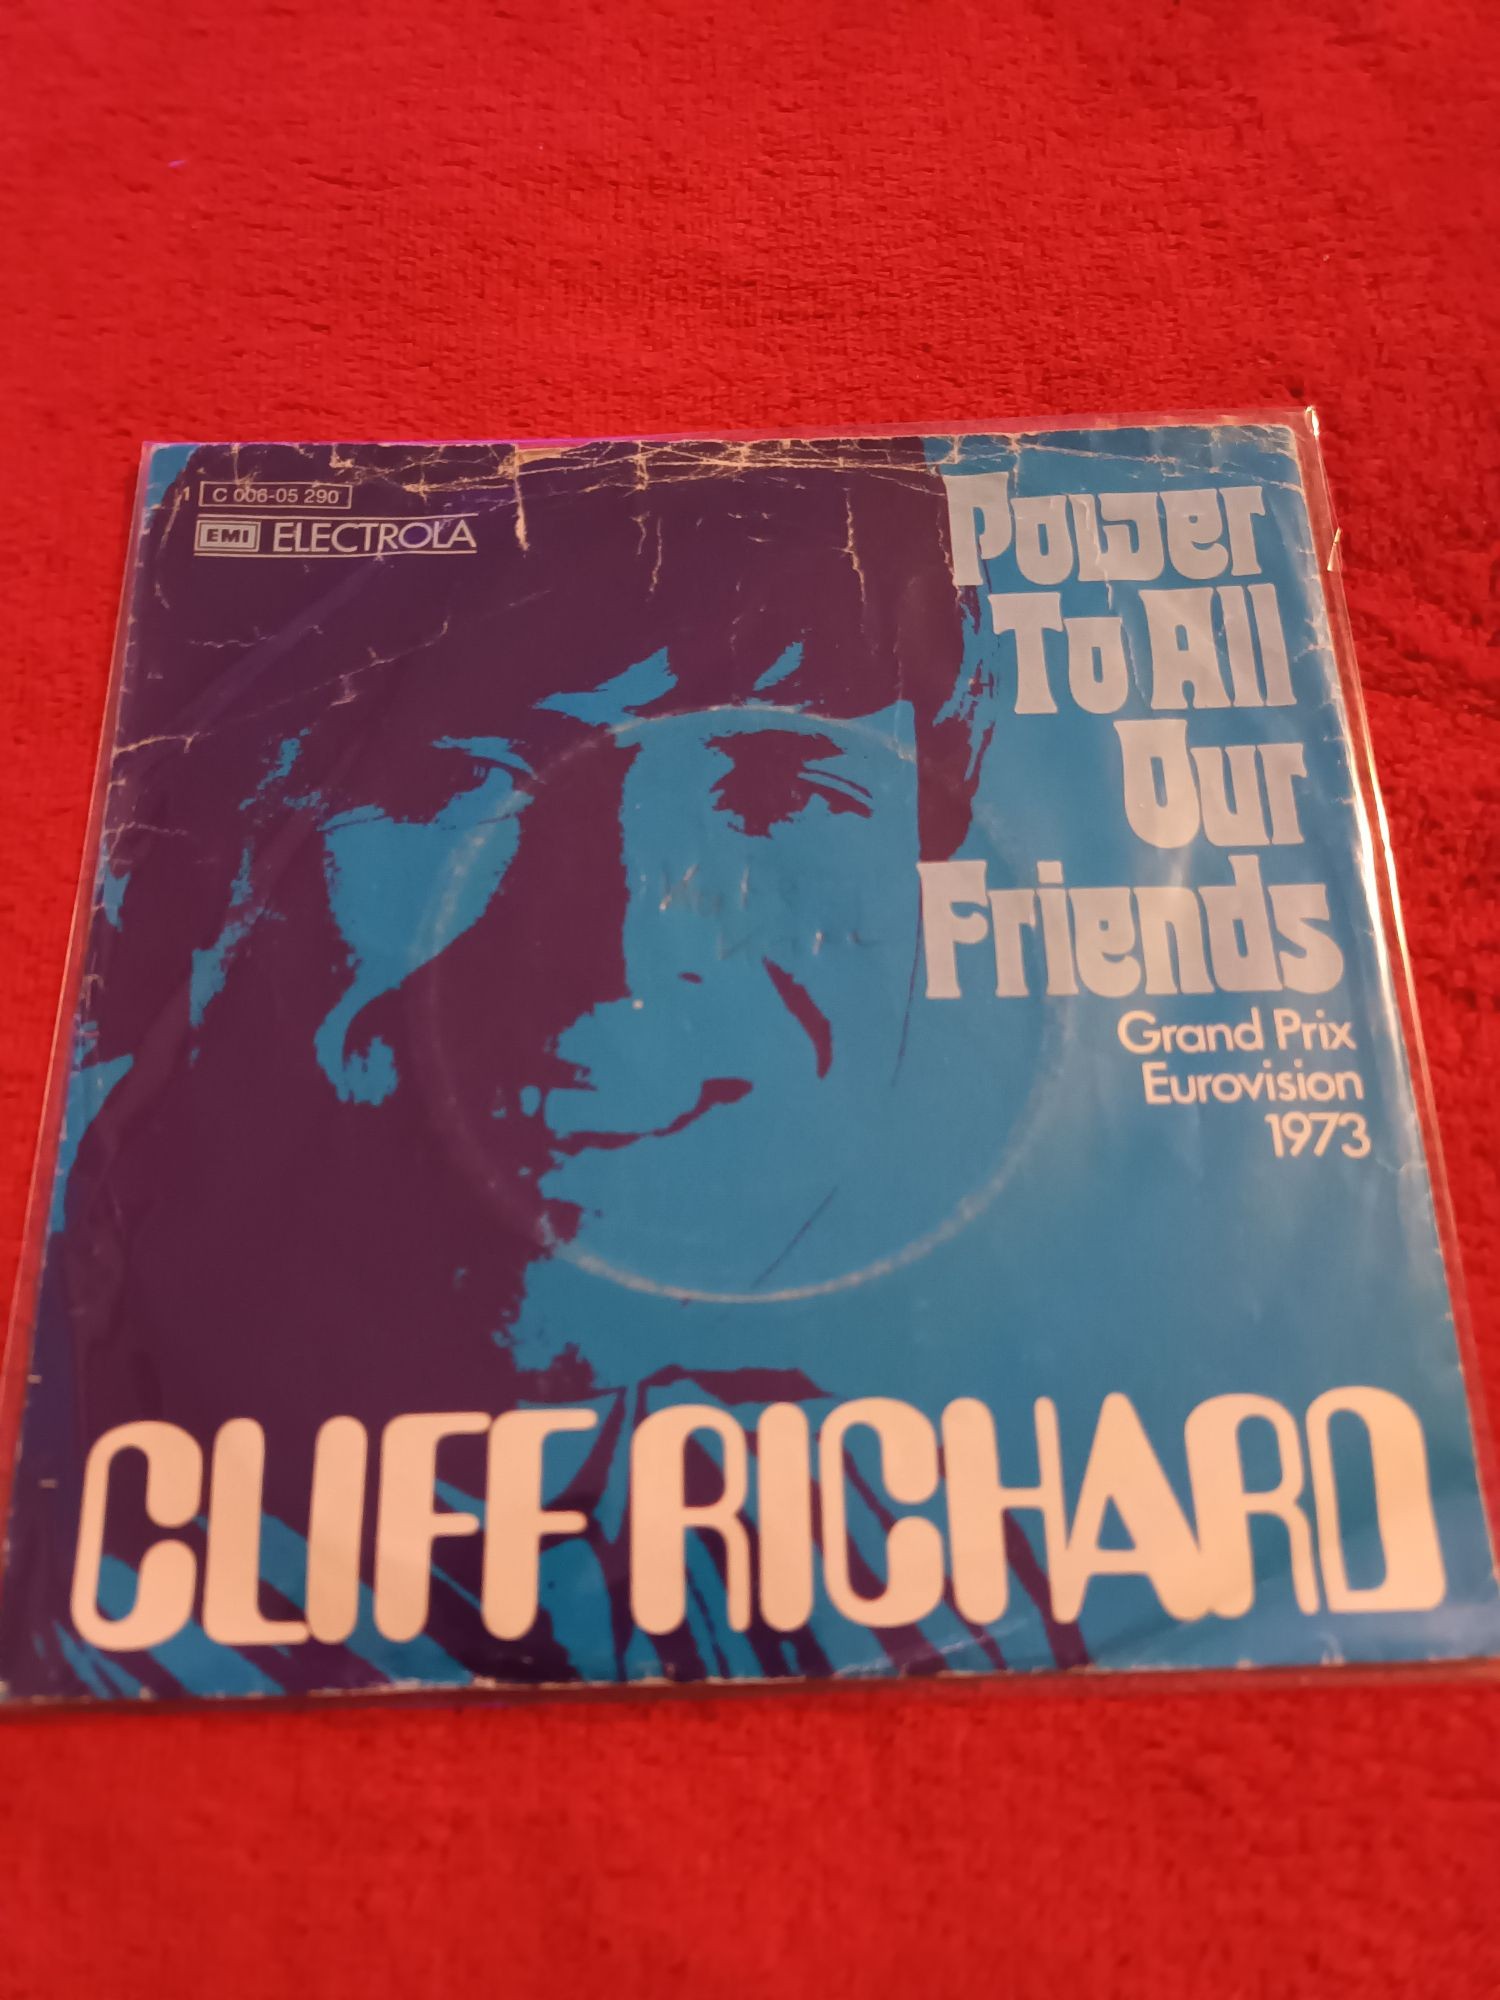 1 C 006-05 290
EMI ELECTROLA
Power
To All
Our
Friends
Grand Prix
Eurovision
1973
CLIFF RICHARD